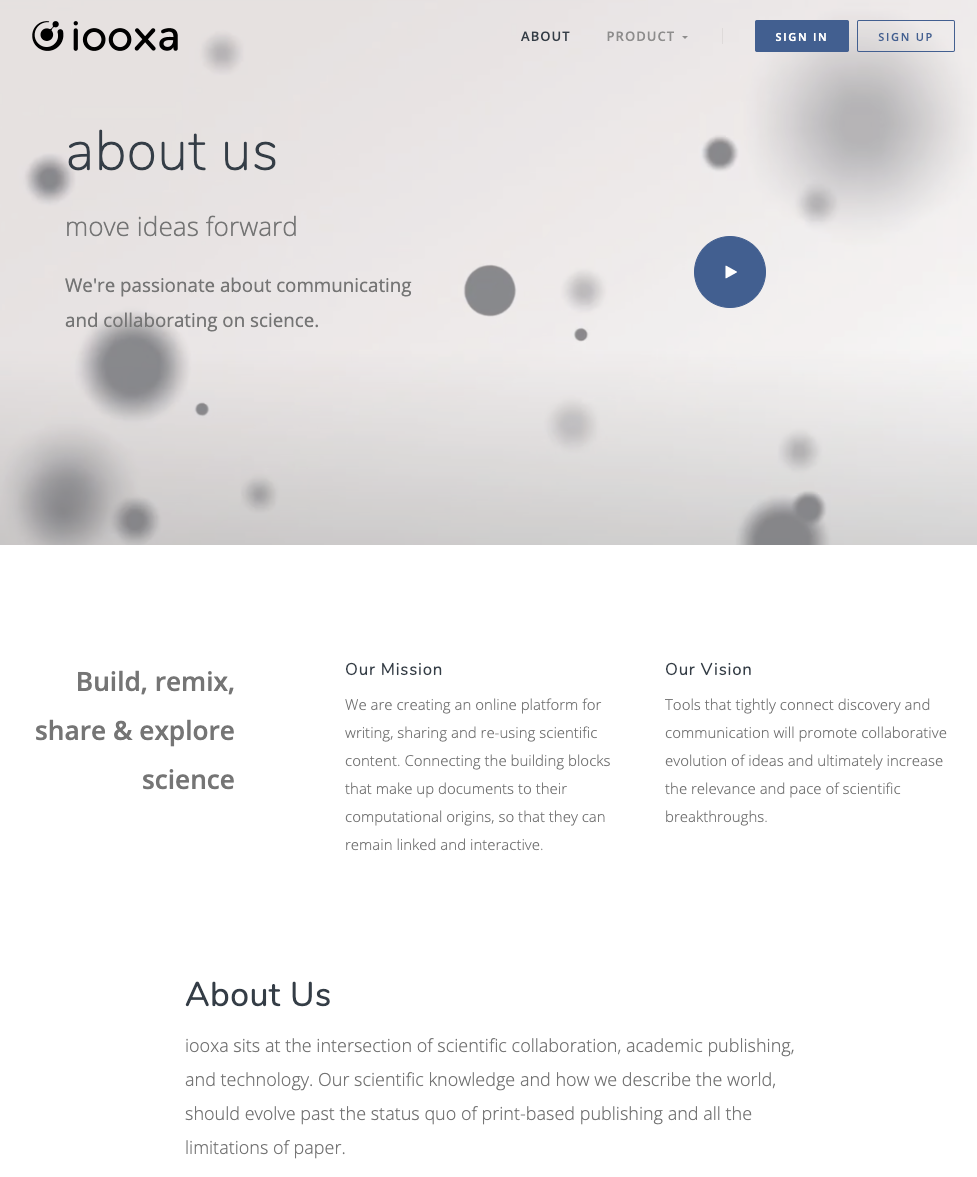 iooxa
ABOUT
PRODUCT
SIGN IN
SIGN UP
about us
move ideas forward
We're passionate about communicating
and collaborating on science.
Build, remix,
share & explore
science
Our Mission
We are creating an online platform for
writing, sharing and re-using scientific
content. Connecting the building blocks
that make up documents to their
computational origins, so that they can
remain linked and interactive.
Our Vision
Tools that tightly connect discovery and
communication will promote collaborative
evolution of ideas and ultimately increase
the relevance and pace of scientific
breakthroughs.
About Us
iooxa sits at the intersection of scientific collaboration, academic publishing,
and technology. Our scientific knowledge and how we describe the world,
should evolve past the status quo of print-based publishing and all the
limitations of paper.